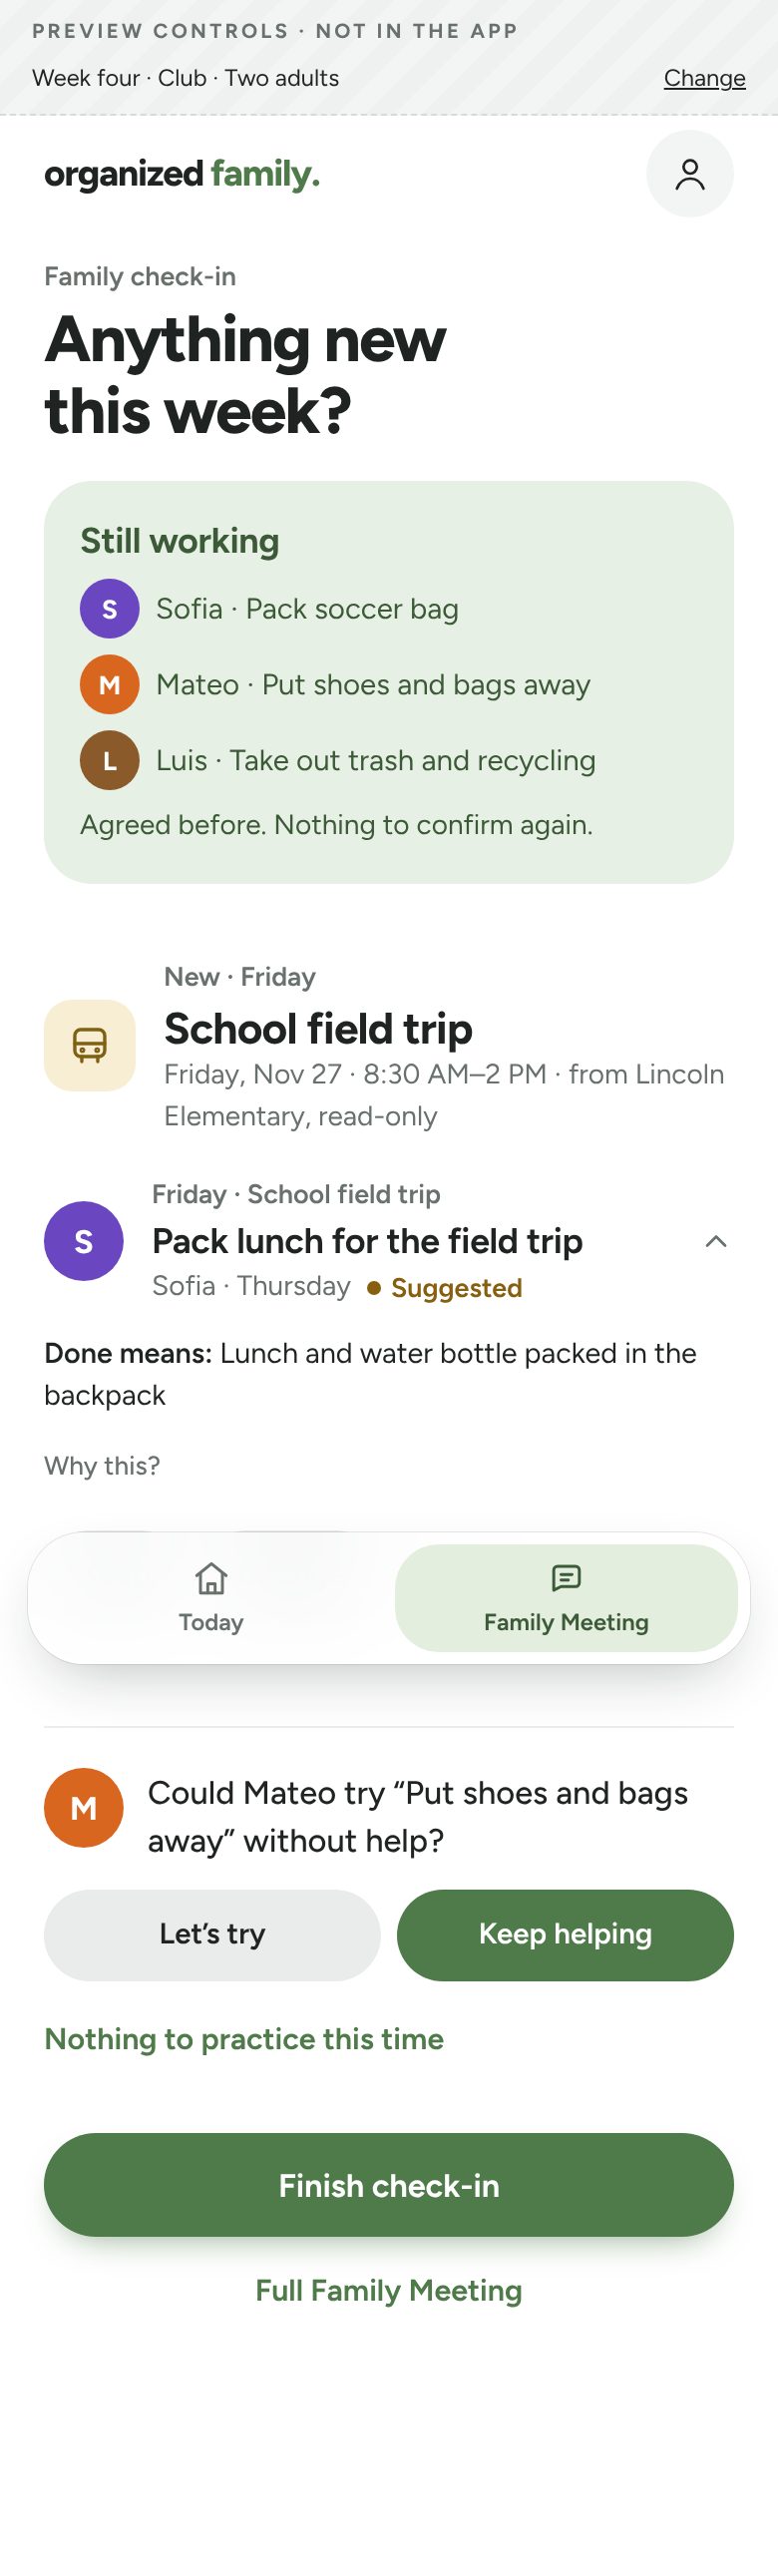 PREVIEW CONTROLS · NOT IN THE APP
Week four · Club · Two adults
Change
organized family.
Family check-in
Anything new
this week?
Still working
S
Sofia · Pack soccer bag
M
Mateo · Put shoes and bags away
L
Luis · Take out trash and recycling
Agreed before. Nothing to confirm again.
New · Friday
School field trip
Friday, Nov 27 · 8:30 AM–2 PM · from Lincoln
Elementary, read-only
Friday · School field trip
S
Pack lunch for the field trip
Sofia · Thursday
Suggested
Done means: Lunch and water bottle packed in the
backpack
Why this?
Today
Family Meeting
M
Could Mateo try “Put shoes and bags
away” without help?
Let’s try
Keep helping
Nothing to practice this time
Finish check-in
Full Family Meeting